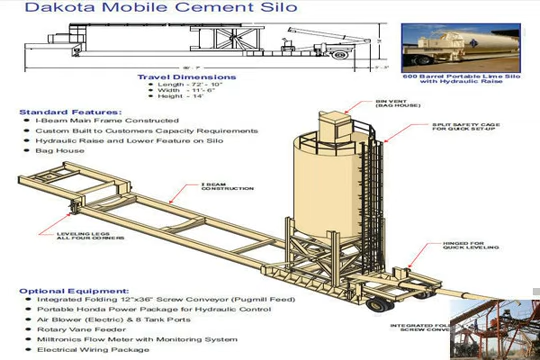 Dakota Mobile Cement Silo
600 Barrel Portable Lime Silo
with Hydraulic Raise
Travel Dimensions
Length - 72' - 10"
Width - 11'- 6"
Height - 14'
BIN VENT
(BAG HOUSE)
Standard Features:
I-Beam Main Frame Constructed
Custom Built to Customers Capacity Requirements
Hydraulic Raise and Lower Feature on Silo
Bag House
SPLIT SAFETY CAGE
FOR QUICK SET-UP
I BEAM
CONSTRUCTION
LEVELING LEGS
ALL FOUR CORNERS
HINGED FOR
QUICK LEVELING
Optional Equipment:
Integrated Folding 12"x36" Screw Conveyor (Pugmill Feed)
Portable Honda Power Package for Hydraulic Control
Air Blower (Electric) & 8 Tank Ports
Rotary Vane Feeder
Milltronics Flow Meter with Monitoring System
Electrical Wiring Package
INTEGRATED FOL
SCREW CONV